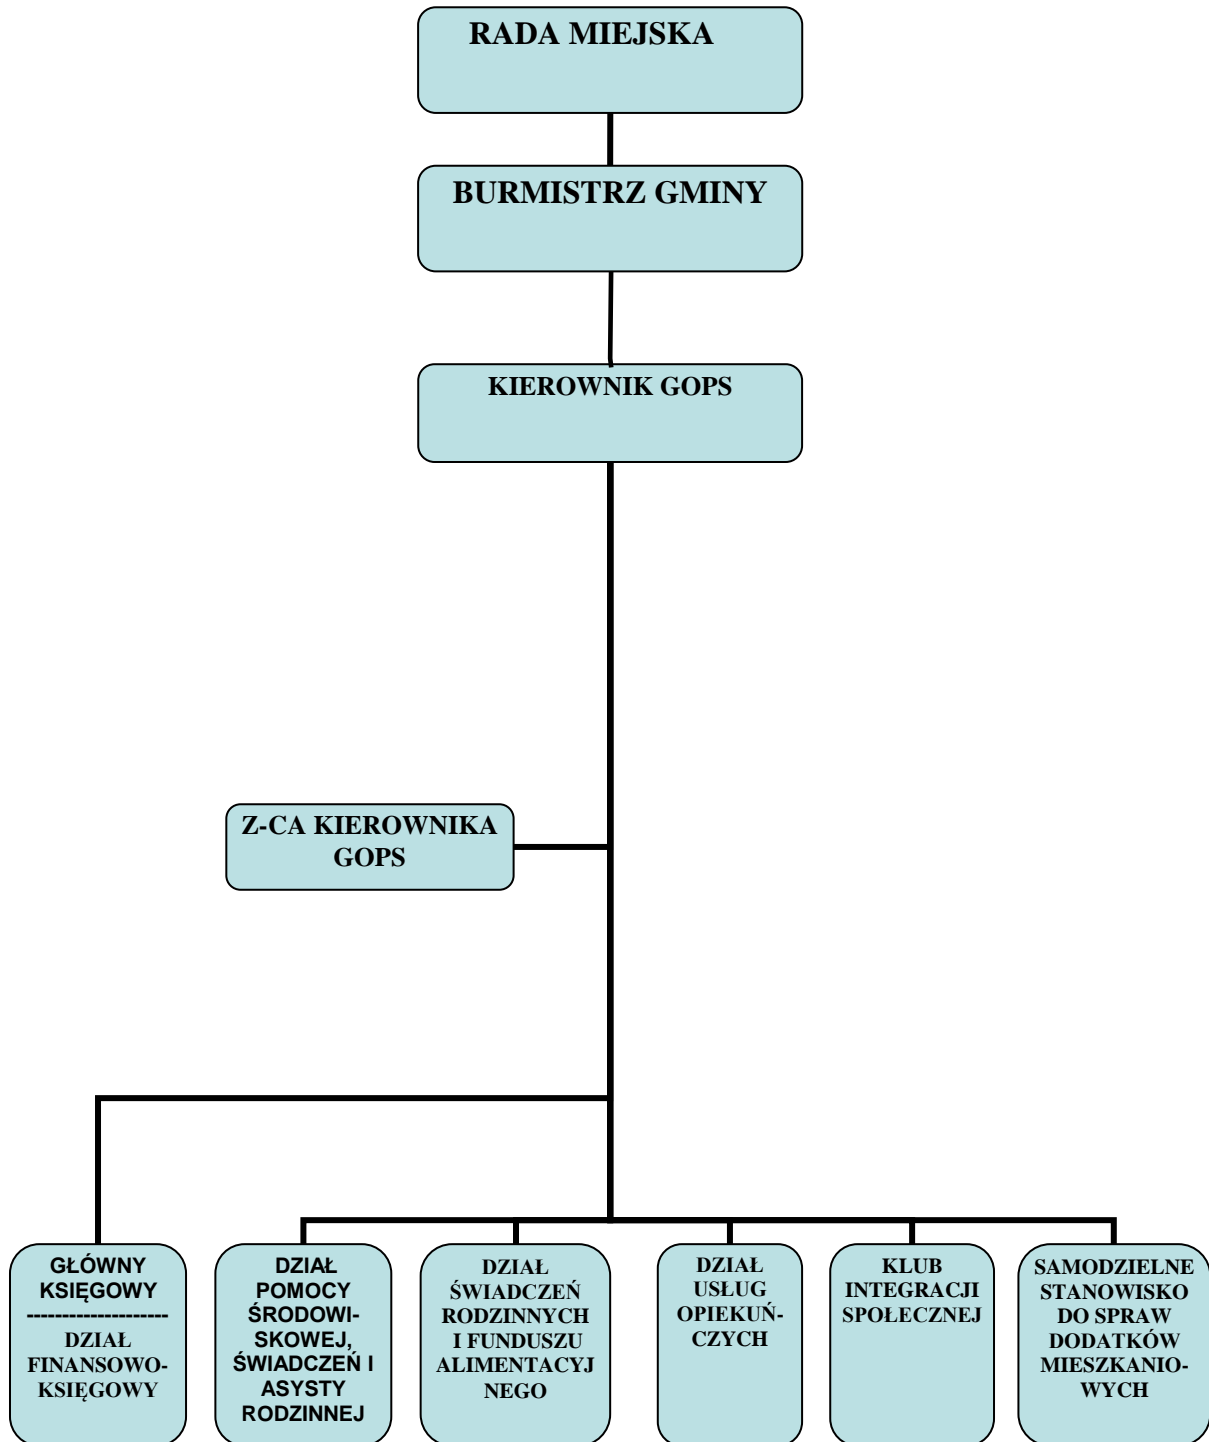 RADA MIEJSKA
BURMISTRZ GMINY
KIEROWNIK GOPS
Z-CA KIEROWNIKA
GOPS
GŁÓWNY
KSIĘGOWY
--------------------
DZIAŁ
FINANSOWO-
KSIĘGOWY
DZIAŁ
POMOCY
ŚRODOWI-
SKOWEJ,
ŚWIADCZEŃ I
ASYSTY
RODZINNEJ
DZIAŁ
ŚWIADCZEŃ
RODZINNYCH
I FUNDUSZU
ALIMENTACYJ
NEGO
DZIAŁ
USŁUG
OPIEKUŃ-
CZYCH
KLUB
INTEGRACJI
SPOŁECZNEJ
SAMODZIELNE
STANOWISKO
DO SPRAW
DODATKÓW
MIESZKANIO-
WYCH